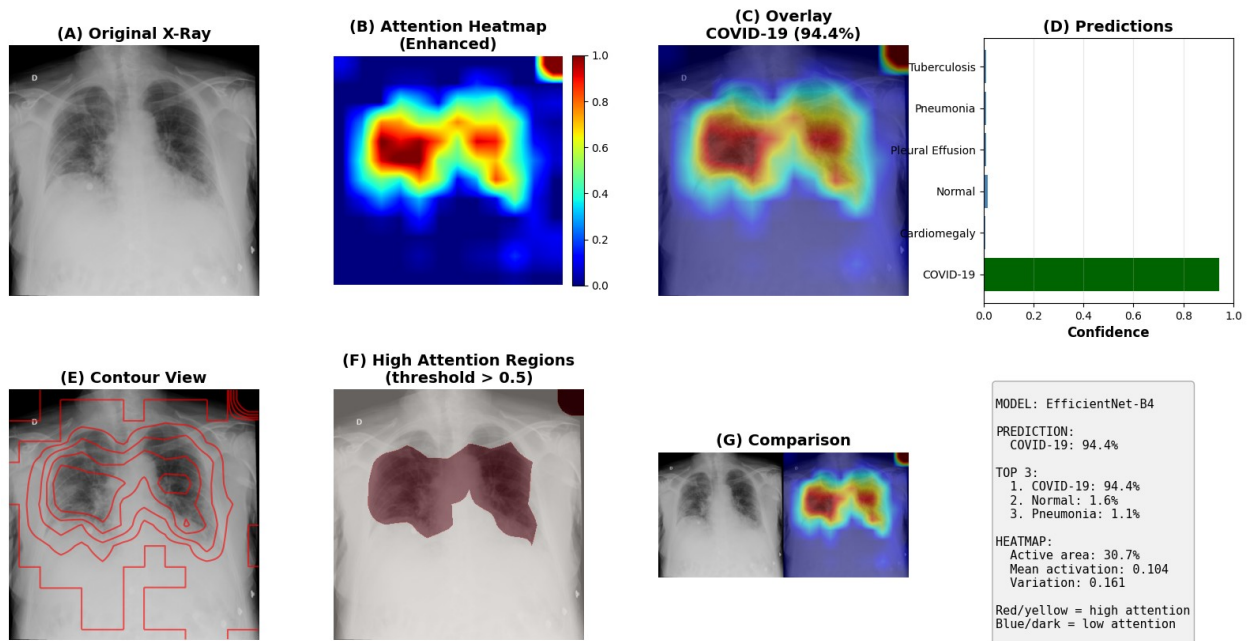 (A) Original X-Ray
D
(B) Attention Heatmap
(Enhanced)
1.0
0.8
0.6
0.4
0.2
0.0
(C) Overlay
COVID-19 (94.4%)
D
(D) Predictions
Tuberculosis
Pneumonia
Pleural Effusion
Normal
Cardiomegaly
COVID-19
0.0 0.2 0.4 0.6 0.8 1.0
Confidence
(E) Contour View
D
(F) High Attention Regions
(threshold > 0.5)
D
(G) Comparison
MODEL: EfficientNet-B4
PREDICTION:
COVID-19: 94.4%
TOP 3:
1. COVID-19: 94.4%
2. Normal: 1.6%
3. Pneumonia: 1.1%
HEATMAP:
Active area: 30.7%
Mean activation: 0.104
Variation: 0.161
Red/yellow = high attention
Blue/dark = low attention